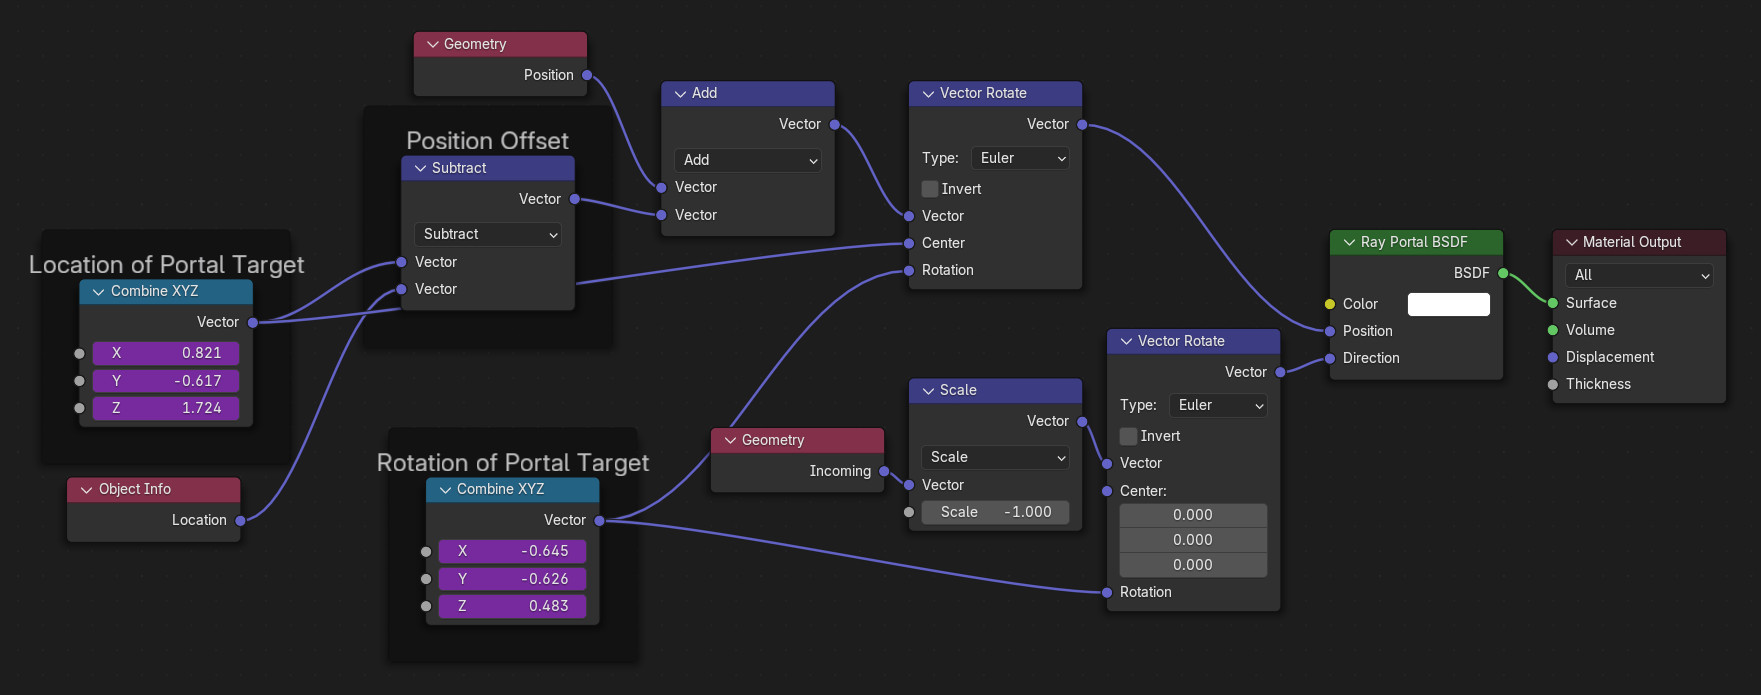 Geometry
Position
Position Offset
Subtract
Vector
Subtract
Vector
Vector
Location of Portal Target
Combine XYZ
Vector
X 0.821
Y -0.617
Z 1.724
Object Info
Location
Rotation of Portal Target
Combine XYZ
Vector
X -0.645
Y -0.626
Z 0.483
Add
Vector
Add
Vector
Vector
Vector Rotate
Vector
Type: Euler
Invert
Vector
Center
Rotation
Geometry
Incoming
Scale
Vector
Scale
Vector
Scale -1.000
Vector Rotate
Vector
Type: Euler
Invert
Vector
Center:
0.000
0.000
0.000
Rotation
Ray Portal BSDF
BSDF
Color
Position
Direction
Material Output
All
Surface
Volume
Displacement
Thickness